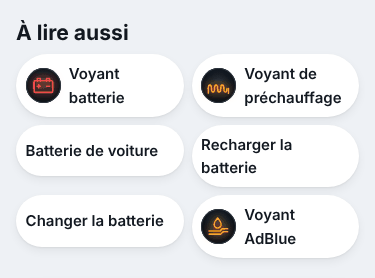 À lire aussi
Voyant
batterie
Voyant de
préchauffage
Batterie de voiture
Recharger la
batterie
Changer la batterie
Voyant
AdBlue